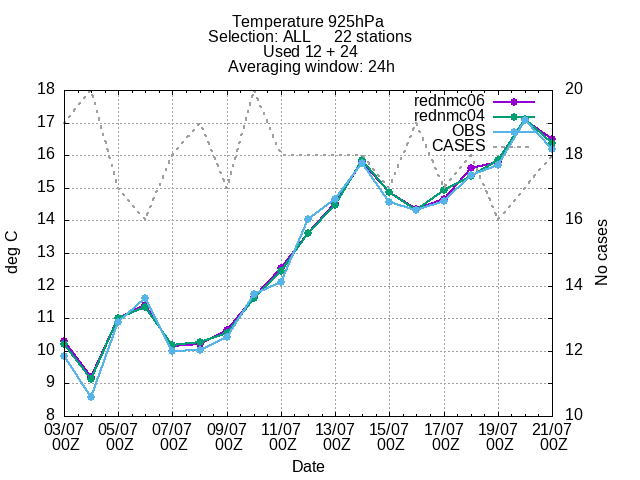 Temperature 925hPa
Selection: ALL 22 stations
Used 12 + 24
Averaging window: 24h
rednmc06
rednmc04
OBS
CASES
deg C
18
17
16
15
14
13
12
11
10
9
8
No cases
20
18
16
14
12
10
03/07 05/07 07/07 09/07 11/07 13/07 15/07 17/07 19/07 21/07
00Z 00Z 00Z 00Z 00Z 00Z 00Z 00Z 00Z 00Z
Date